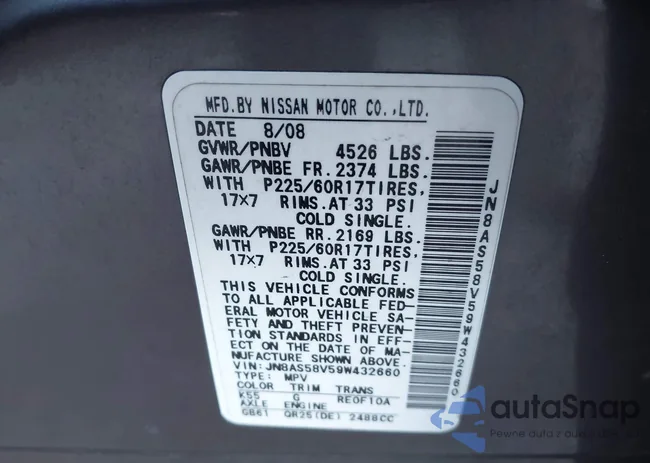 MFD.BY NISSAN MOTOR CO.,LTD.
DATE 8/08
GVWR/PNBV 4526 LBS.
GAWR/PNBE FR. 2374 LBS.
WITH P225/60R17TIRES,
17x7 RIMS.AT 33 PSI
COLD SINGLE.
GAWR/PNBE RR. 2169 LBS.
WITH P225/60R17TIRES,
17x7 RIMS.AT 33 PSI
COLD SINGLE.
THIS VEHICLE CONFORMS
TO ALL APPLICABLE FED-
ERAL MOTOR VEHICLE SA-
FETY AND THEFT PREVEN-
TION STANDARDS IN EFF-
ECT ON THE DATE OF MA-
NUFACTURE SHOWN ABOVE.
VIN: JN8AS58V59W432660
TYPE: MPV
COLOR TRIM TRANS
K55 G RE0F10A
AXLE ENGINE
GB61 QR25(DE) 2488CC
JN8AS58V59W432660
autoSnap
Pewne auta z aukcji